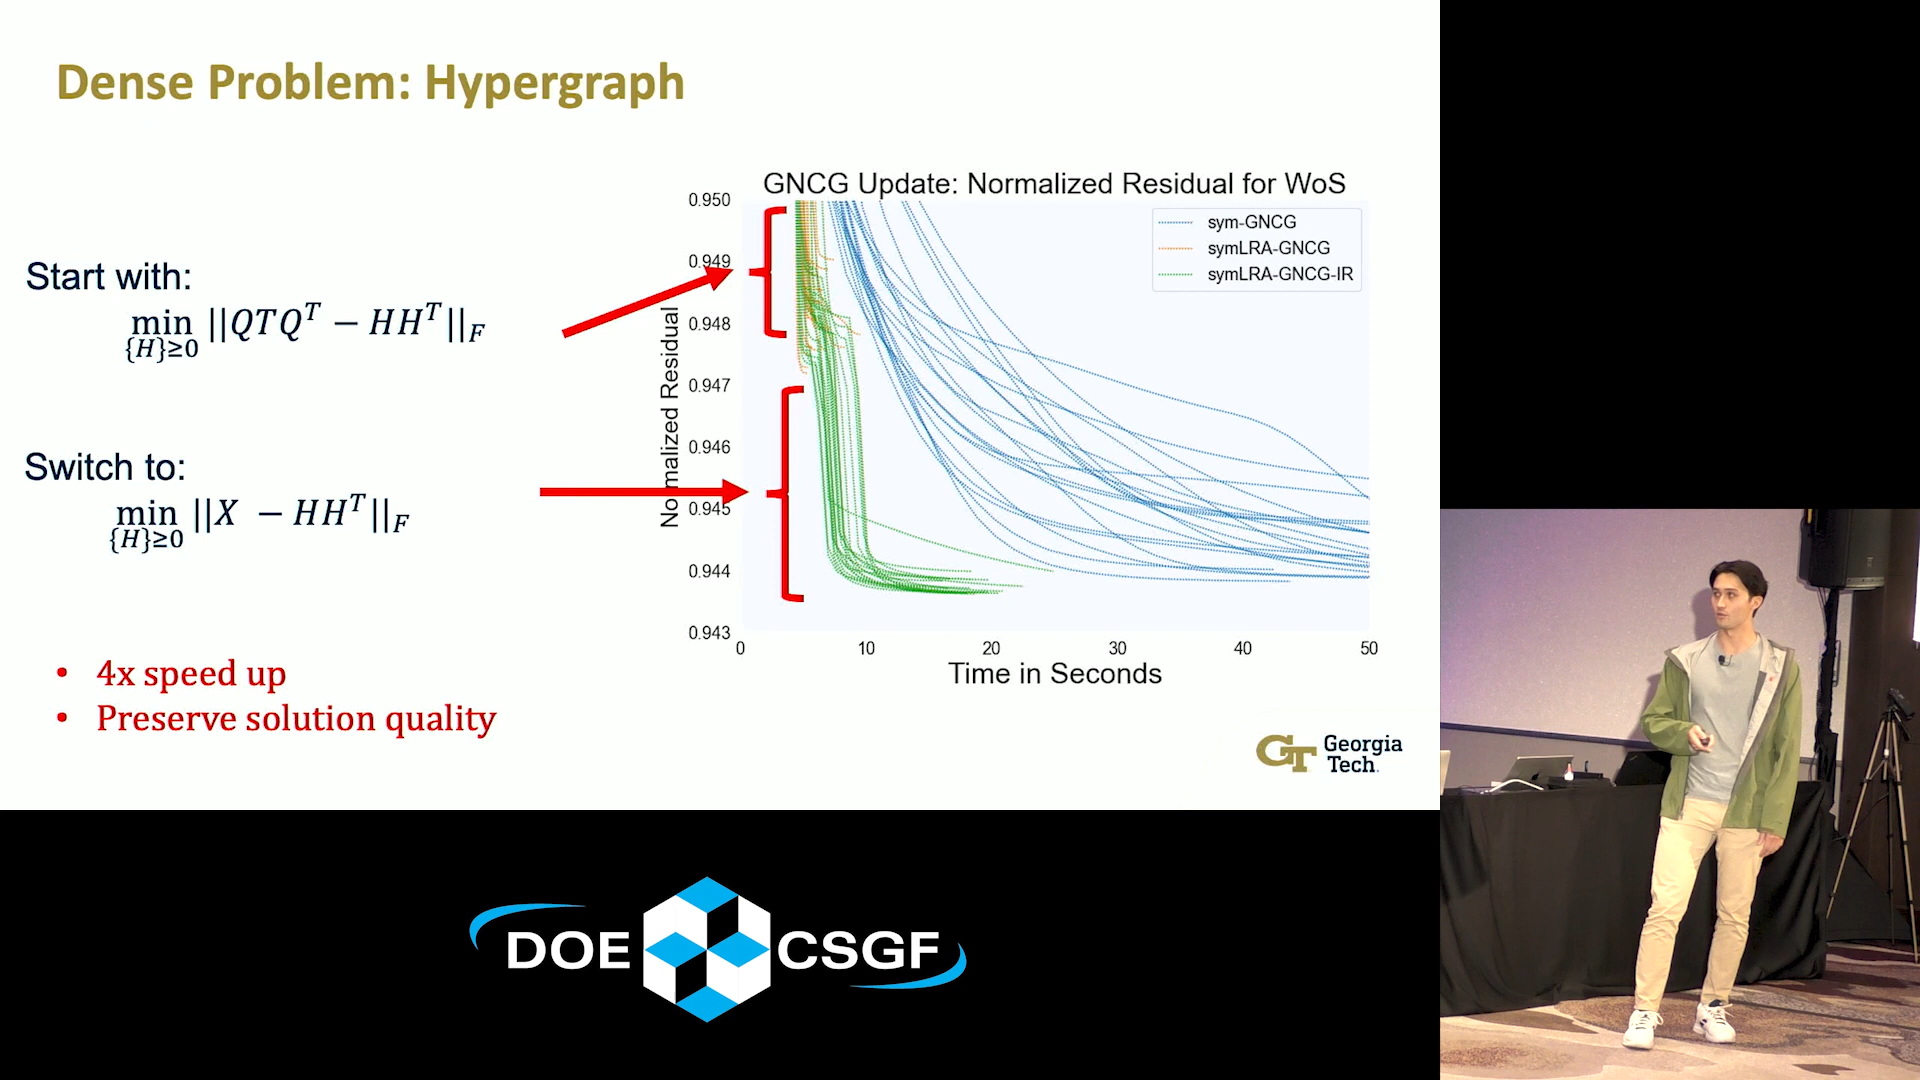 Dense Problem: Hypergraph
Start with:
min ||QTQ^T − HH^T||_F
{H}≥0
Switch to:
min ||X − HH^T||_F
{H}≥0
• 4x speed up
• Preserve solution quality
GNCG Update: Normalized Residual for WoS
sym-GNCG
symLRA-GNCG
symLRA-GNCG-IR
Normalized Residual
0.950
0.949
0.948
0.947
0.946
0.945
0.944
0.943
0 10 20 30 40 50
Time in Seconds
GT Georgia
Tech.
DOE CSGF